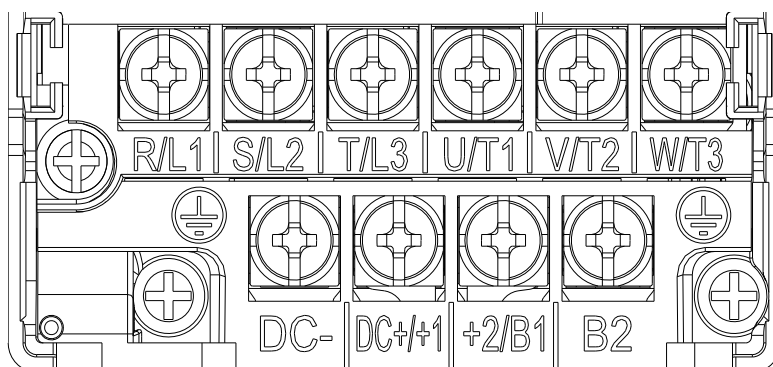 R/L1 S/L2 T/L3 U/T1 V/T2 W/T3
DC- DC+/+1 +2/B1 B2